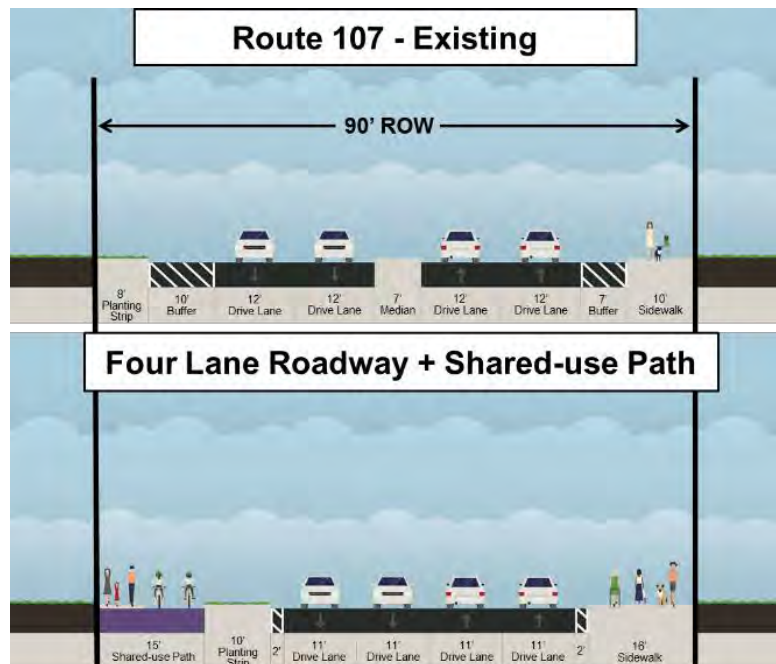 Route 107 - Existing
90' ROW
8' Planting Strip
10' Buffer
12' Drive Lane
12' Drive Lane
7' Median
12' Drive Lane
12' Drive Lane
7' Buffer
10' Sidewalk
Four Lane Roadway + Shared-use Path
15' Shared-use Path
10' Planting Strip
2'
11' Drive Lane
11' Drive Lane
11' Drive Lane
11' Drive Lane
2'
16' Sidewalk